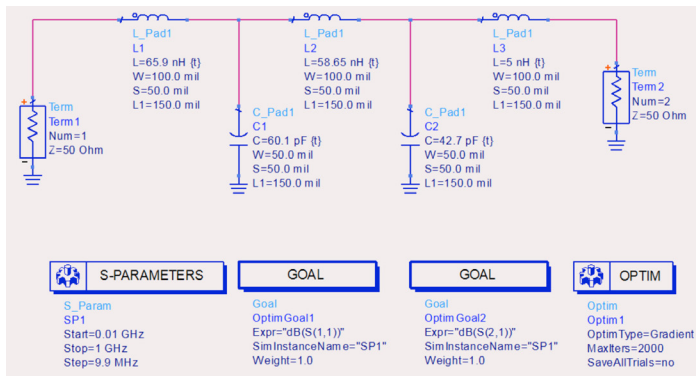 L_Pad1
L1
L=65.9 nH {t}
W=100.0 mil
S=50.0 mil
L1=150.0 mil
L_Pad1
L2
L=58.65 nH {t}
W=100.0 mil
S=50.0 mil
L1=150.0 mil
L_Pad1
L3
L=5 nH {t}
W=100.0 mil
S=50.0 mil
L1=150.0 mil
+
Term
Term1
Num=1
Z=50 Ohm
-
C_Pad1
C1
C=60.1 pF {t}
W=50.0 mil
S=50.0 mil
L1=150.0 mil
C_Pad1
C2
C=42.7 pF {t}
W=50.0 mil
S=50.0 mil
L1=150.0 mil
+
Term
Term2
Num=2
Z=50 Ohm
-
S-PARAMETERS
S_Param
SP1
Start=0.01 GHz
Stop=1 GHz
Step=9.9 MHz
GOAL
Goal
OptimGoal1
Expr="dB(S(1,1))"
SimInstanceName="SP1"
Weight=1.0
GOAL
Goal
OptimGoal2
Expr="dB(S(2,1))"
SimInstanceName="SP1"
Weight=1.0
OPTIM
Optim
Optim1
OptimType=Gradient
MaxIters=2000
SaveAllTrials=no